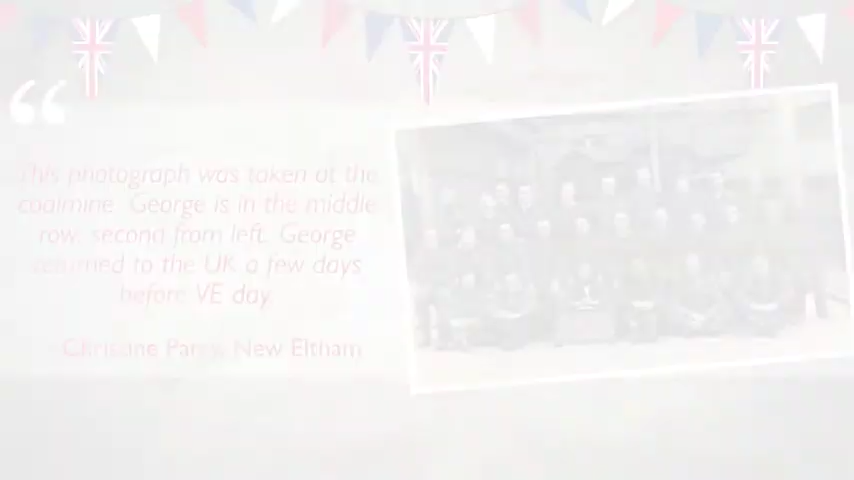 “
This photograph was taken at the
coalmine. George is in the middle
row, second from left. George
returned to the UK a few days
before VE day.
- Christine Parry, New Eltham